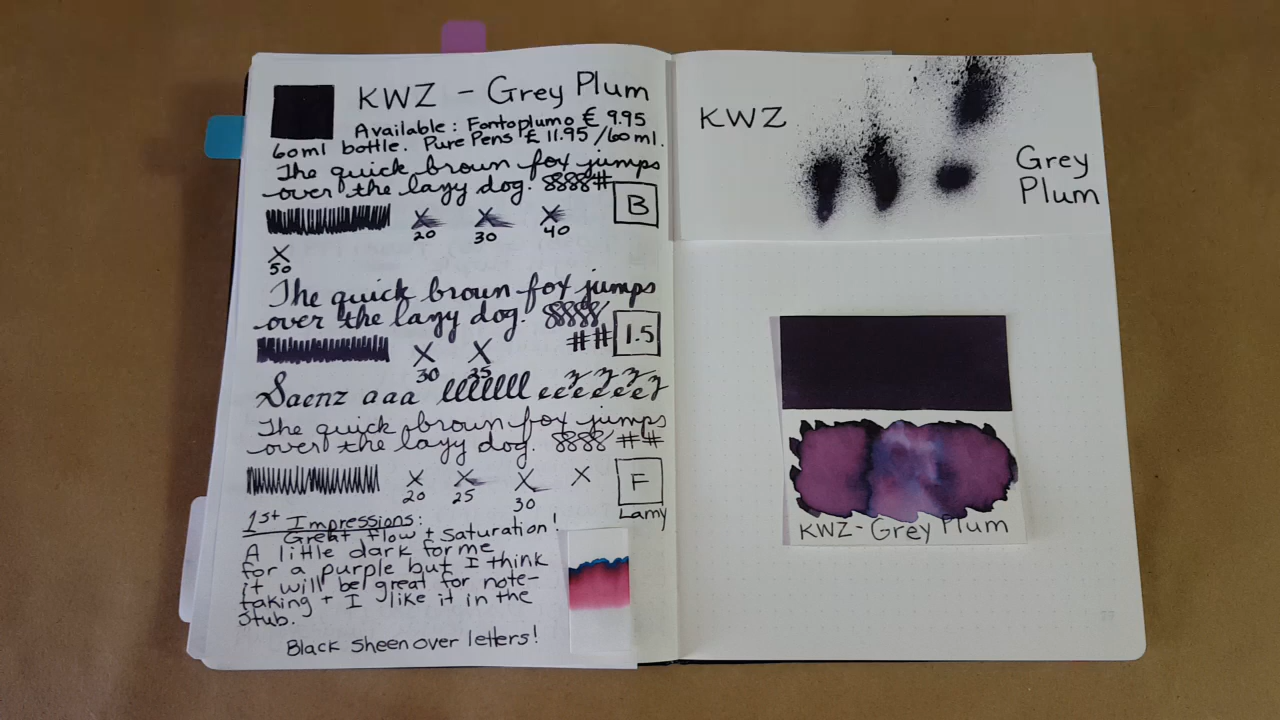 KWZ - Grey Plum
Available: Fontoplumo € 9.95
60ml bottle. Pure Pens £ 11.95/60ml.
The quick brown fox jumps
over the lazy dog. 8888#
B
X X X
20 30 40
X
50
The quick brown fox jumps
over the lazy dog. 8888
## 1.5
X X
30 35
Saenz aaa llllllll eeeeee
The quick brown fox jumps
over the lazy dog. 8888 ##
X X X X F
20 25 30
Lamy
1st Impressions:
Great flow + saturation!
A little dark for me
for a purple but I think
it will be great for note-
taking + I like it in the
stub.
Black sheen over letters!
KWZ
Grey
Plum
KWZ - Grey Plum